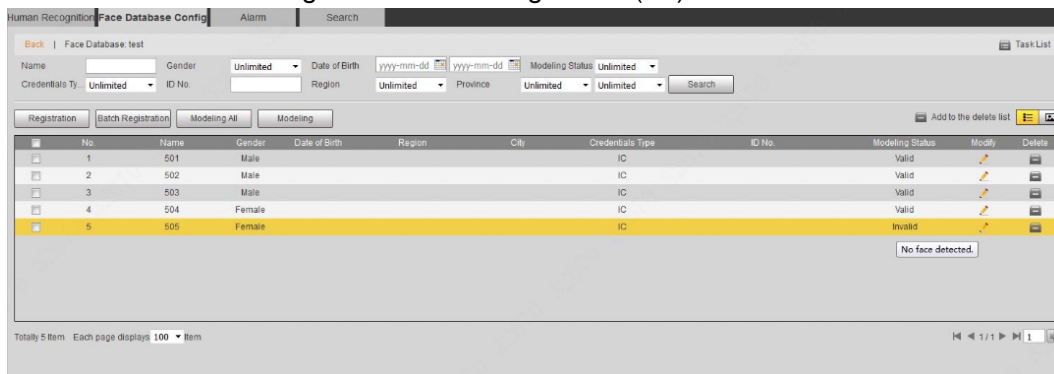 Human Recognition Face Database Config Alarm Search
Back | Face Database: test Task List
Name Gender Unlimited Date of Birth yyyy-mm-dd yyyy-mm-dd Modeling Status Unlimited
Credentials Ty... Unlimited ID No. Region Unlimited Province Unlimited Unlimited Search
Registration Batch Registration Modeling All Modeling Add to the delete list
No. Name Gender Date of Birth Region City Credentials Type ID No. Modeling Status Modify Delete
1 501 Male IC Valid
2 502 Male IC Valid
3 503 Male IC Valid
4 504 Female IC Valid
5 505 Female IC Invalid
No face detected.
Totally 5 Item Each page displays 100 Item 1/1 1